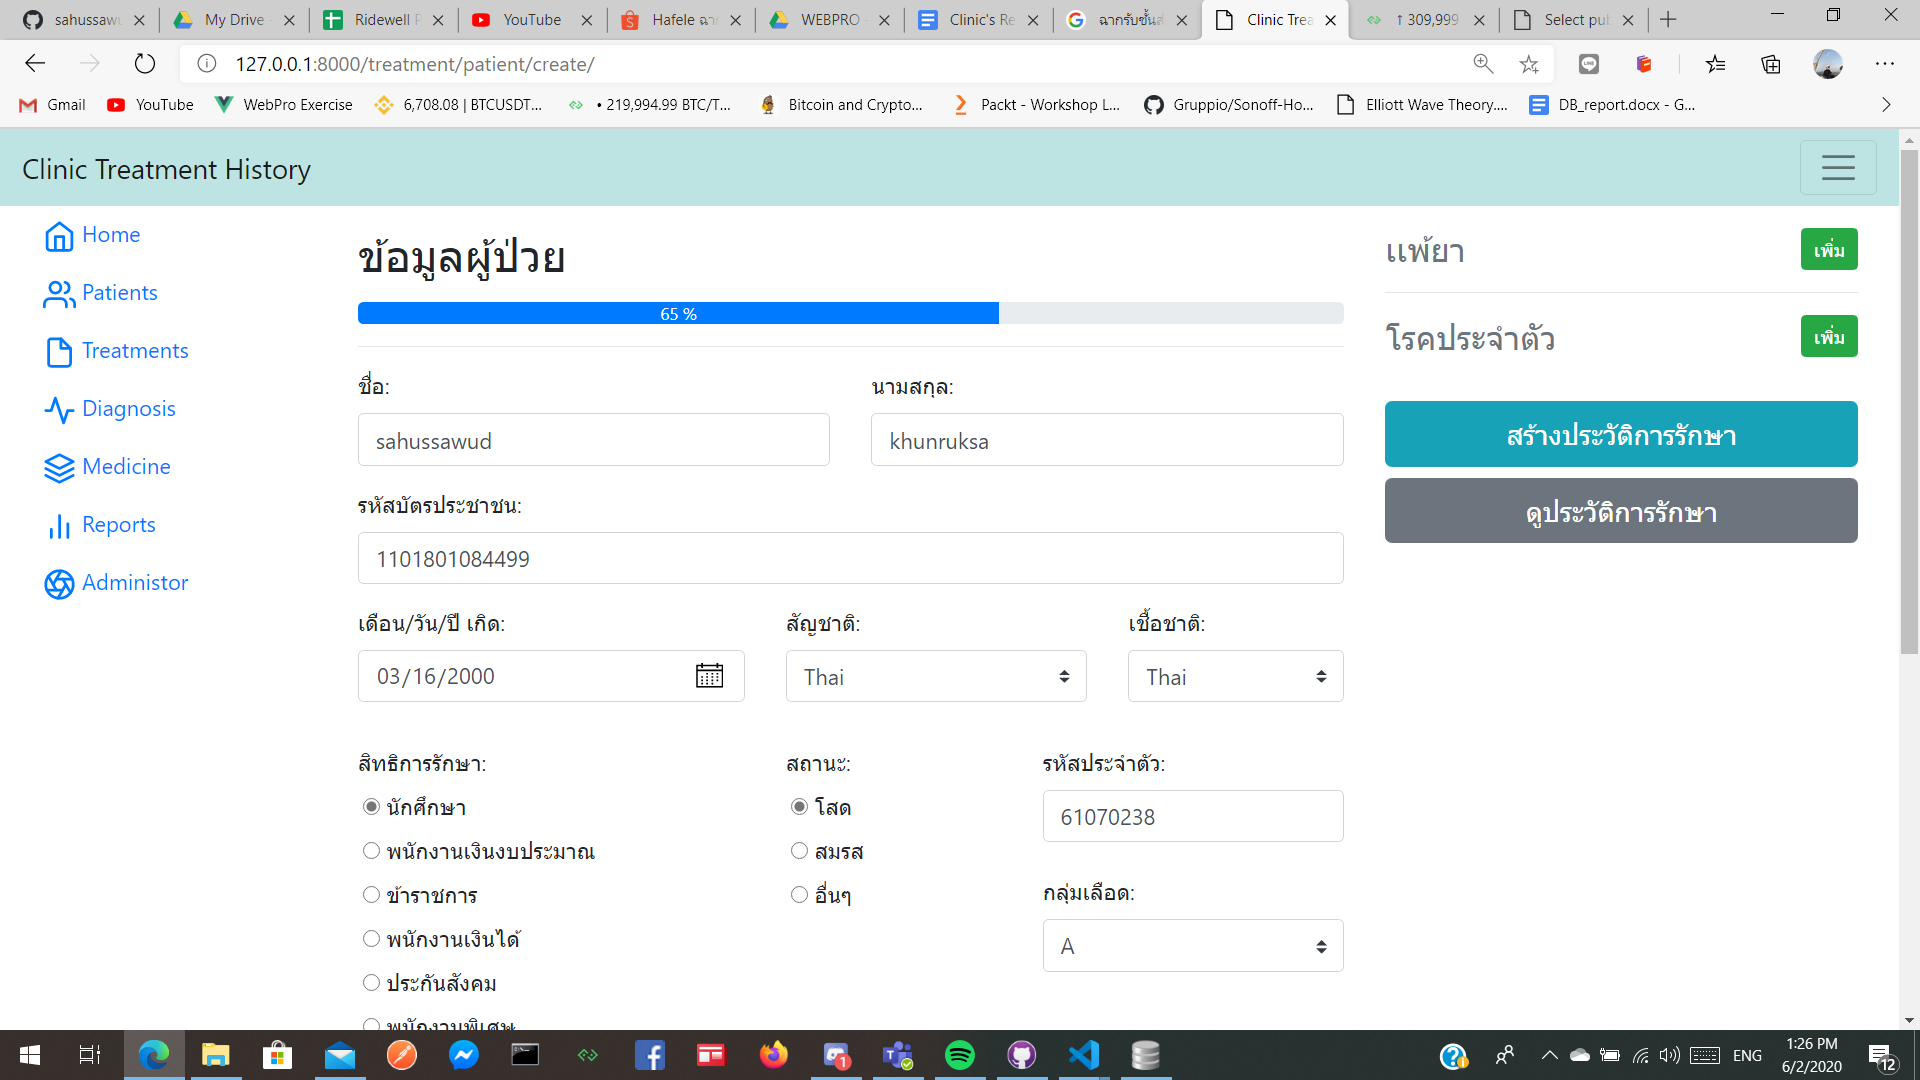 sahussawu
My Drive -
Ridewell P
YouTube
Hafele ฉาก
WEBPRO -
Clinic's Re
ฉากรับชั้นส
Clinic Trea
↑ 309,999
Select pub
127.0.0.1:8000/treatment/patient/create/
Gmail
YouTube
WebPro Exercise
6,708.08 | BTCUSDT...
• 219,994.99 BTC/T...
Bitcoin and Crypto...
Packt - Workshop L...
Gruppio/Sonoff-Ho...
Elliott Wave Theory....
DB_report.docx - G...
Clinic Treatment History
Home
Patients
Treatments
Diagnosis
Medicine
Reports
Administor
ข้อมูลผู้ป่วย
65 %
ชื่อ:
นามสกุล:
sahussawud
khunruksa
รหัสบัตรประชาชน:
1101801084499
เดือน/วัน/ปี เกิด:
สัญชาติ:
เชื้อชาติ:
03/16/2000
Thai
Thai
สิทธิการรักษา:
นักศึกษา
พนักงานเงินงบประมาณ
ข้าราชการ
พนักงานเงินได้
ประกันสังคม
พนักงานพิเศษ
สถานะ:
โสด
สมรส
อื่นๆ
รหัสประจำตัว:
61070238
กลุ่มเลือด:
A
แพ้ยา
เพิ่ม
โรคประจำตัว
เพิ่ม
สร้างประวัติการรักษา
ดูประวัติการรักษา
ENG
1:26 PM
6/2/2020
12
1